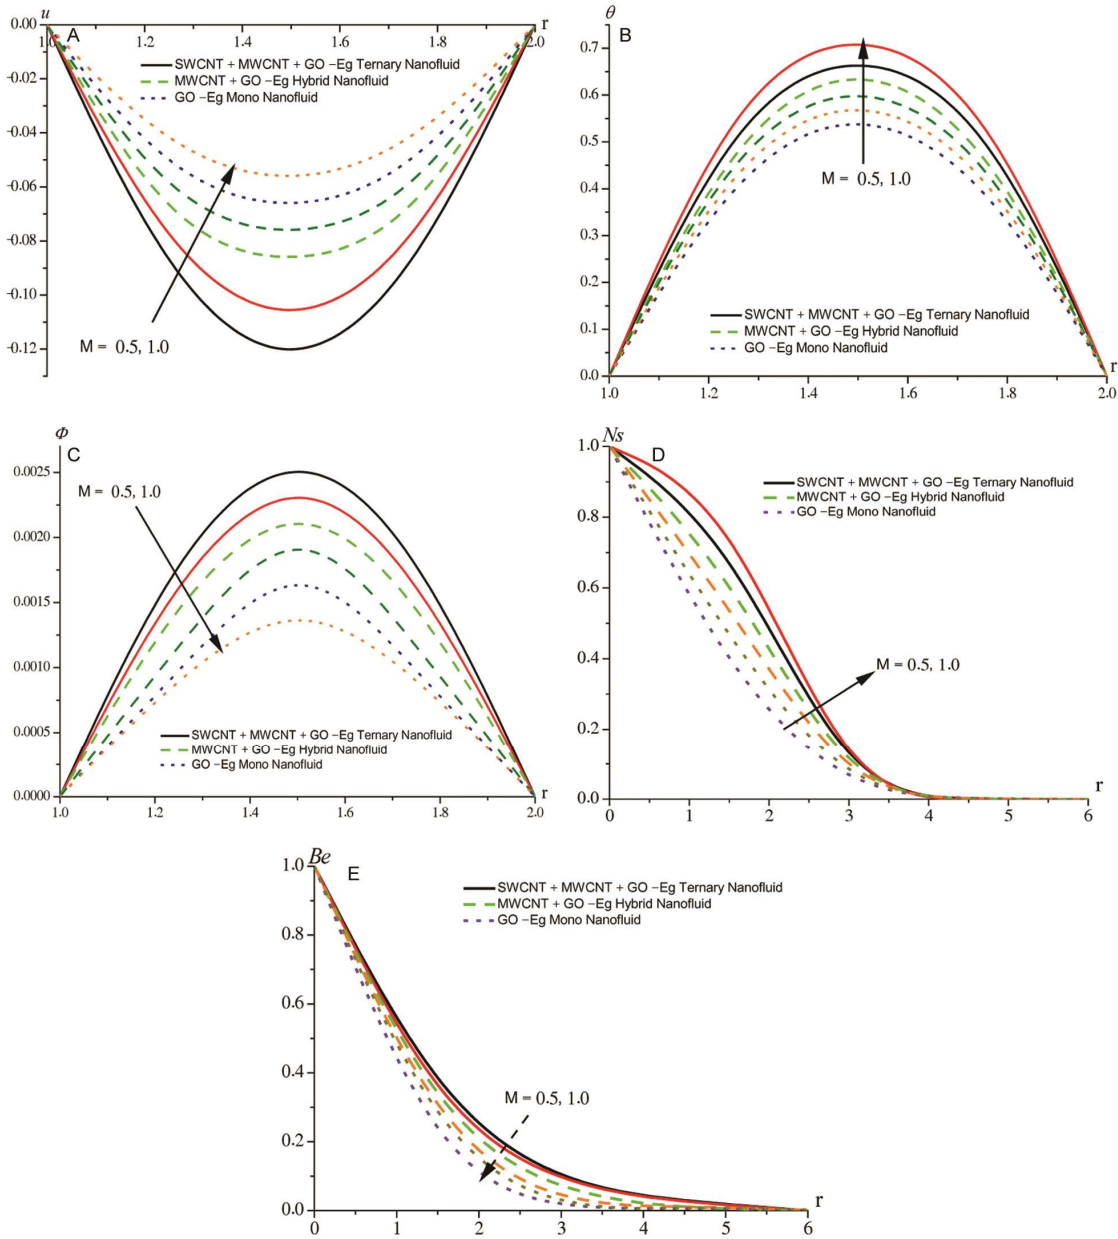 u
0.00
A
r
1.0 1.2 1.4 1.6 1.8 2.0
SWCNT + MWCNT + GO −Eg Ternary Nanofluid
-0.02
MWCNT + GO −Eg Hybrid Nanofluid
GO −Eg Mono Nanofluid
-0.04
-0.06
-0.08
-0.10
M = 0.5, 1.0
-0.12
θ
B
0.7
0.6
0.5
M = 0.5, 1.0
0.4
0.3
0.2
SWCNT + MWCNT + GO −Eg Ternary Nanofluid
MWCNT + GO −Eg Hybrid Nanofluid
0.1
GO −Eg Mono Nanofluid
r
0.0
1.0 1.2 1.4 1.6 1.8 2.0
Φ
C
0.0025
M = 0.5, 1.0
0.0020
0.0015
0.0010
0.0005
SWCNT + MWCNT + GO −Eg Ternary Nanofluid
MWCNT + GO −Eg Hybrid Nanofluid
GO −Eg Mono Nanofluid
r
0.0000
1.0 1.2 1.4 1.6 1.8 2.0
Ns
1.0
D
SWCNT + MWCNT + GO −Eg Ternary Nanofluid
MWCNT + GO −Eg Hybrid Nanofluid
GO −Eg Mono Nanofluid
0.8
0.6
0.4
M = 0.5, 1.0
0.2
r
0.0
0 1 2 3 4 5 6
Be
1.0
E
SWCNT + MWCNT + GO −Eg Ternary Nanofluid
MWCNT + GO −Eg Hybrid Nanofluid
GO −Eg Mono Nanofluid
0.8
0.6
0.4
M = 0.5, 1.0
0.2
r
0.0
0 1 2 3 4 5 6